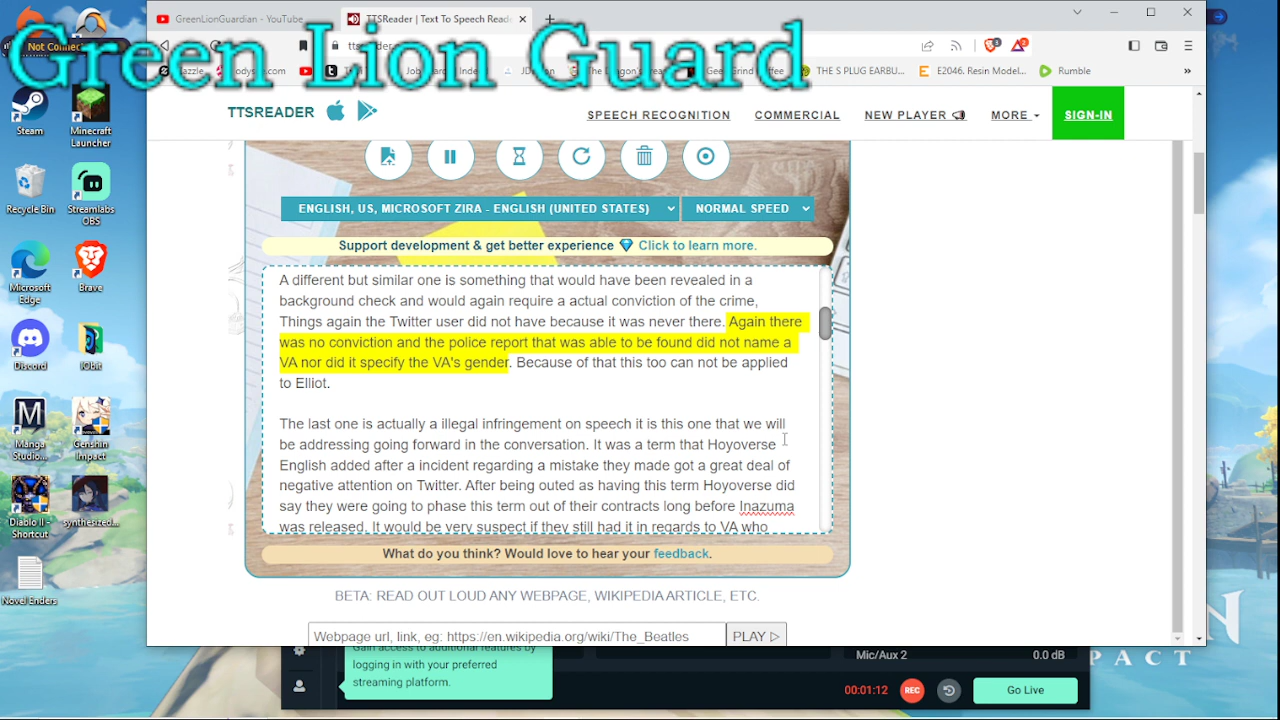 GreenLionGuardian - YouTube
TTSReader | Text To Speech Read
Not Conn
Green Lion Guard
THE S PLUG EARBU...
E2046. Resin Model...
Rumble
TTSREADER
SPEECH RECOGNITION
COMMERCIAL
NEW PLAYER
MORE
SIGN-IN
Steam
Minecraft
Launcher
Recycle Bin
Streamlabs
OBS
Microsoft
Edge
Brave
Discord
IObit
Manga
Studio...
Genshin
Impact
Diablo II -
Shortcut
synthesized...
Novel Enders
ENGLISH, US, MICROSOFT ZIRA - ENGLISH (UNITED STATES)
NORMAL SPEED
Support development & get better experience Click to learn more.
A different but similar one is something that would have been revealed in a
background check and would again require a actual conviction of the crime,
Things again the Twitter user did not have because it was never there. Again there
was no conviction and the police report that was able to be found did not name a
VA nor did it specify the VA's gender. Because of that this too can not be applied
to Elliot.
The last one is actually a illegal infringement on speech it is this one that we will
be addressing going forward in the conversation. It was a term that Hoyoverse
English added after a incident regarding a mistake they made got a great deal of
negative attention on Twitter. After being outed as having this term Hoyoverse did
say they were going to phase this term out of their contracts long before Inazuma
was released. It would be very suspect if they still had it in regards to VA who
What do you think? Would love to hear your feedback.
BETA: READ OUT LOUD ANY WEBPAGE, WIKIPEDIA ARTICLE, ETC.
Webpage url, link, eg: https://en.wikipedia.org/wiki/The_Beatles
PLAY ▷
Gain access to additional features by
logging in with your preferred
streaming platform.
Mic/Aux 2
0.0 dB
00:01:12
REC
Go Live
N
PACT